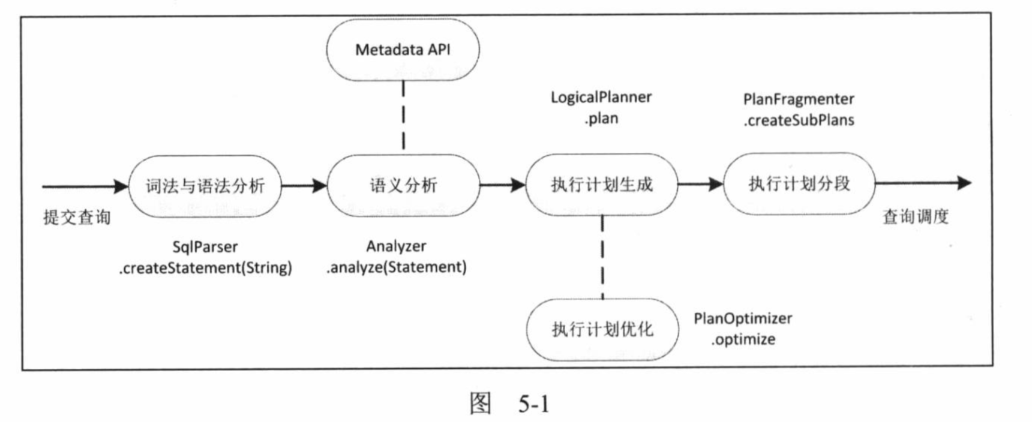 Metadata API
LogicalPlanner
.plan
PlanFragmenter
.createSubPlans
词法与语法分析
语义分析
执行计划生成
执行计划分段
提交查询
查询调度
SqlParser
.createStatement(String)
Analyzer
.analyze(Statement)
执行计划优化
PlanOptimizer
.optimize
图 5-1